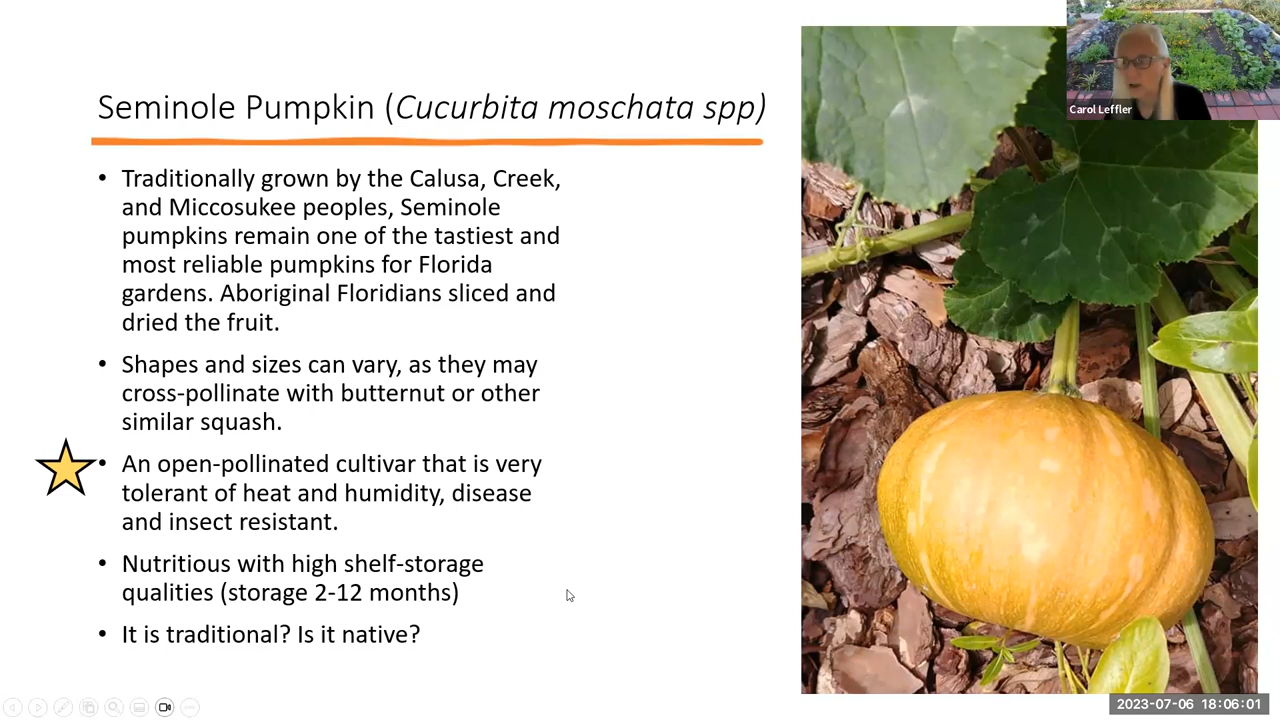 Carol Leffler
Seminole Pumpkin (Cucurbita moschata spp)
• Traditionally grown by the Calusa, Creek,
and Miccosukee peoples, Seminole
pumpkins remain one of the tastiest and
most reliable pumpkins for Florida
gardens. Aboriginal Floridians sliced and
dried the fruit.
• Shapes and sizes can vary, as they may
cross-pollinate with butternut or other
similar squash.
• An open-pollinated cultivar that is very
tolerant of heat and humidity, disease
and insect resistant.
• Nutritious with high shelf-storage
qualities (storage 2-12 months)
• It is traditional? Is it native?
2023-07-06 18:06:01